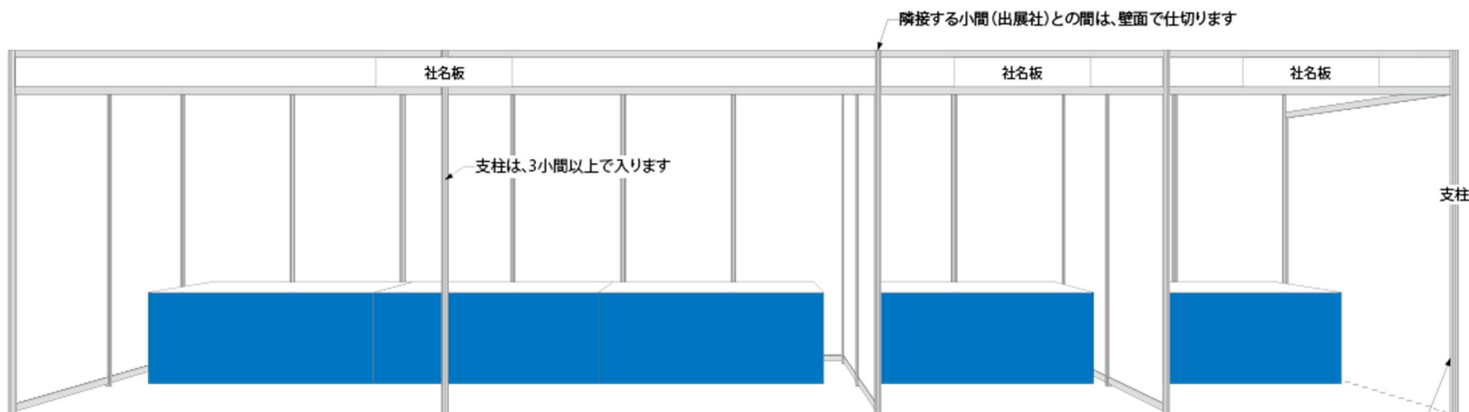 隣接する小間（出展社）との間は、壁面で仕切ります
社名板
社名板
社名板
支柱は、3小間以上で入ります
支柱